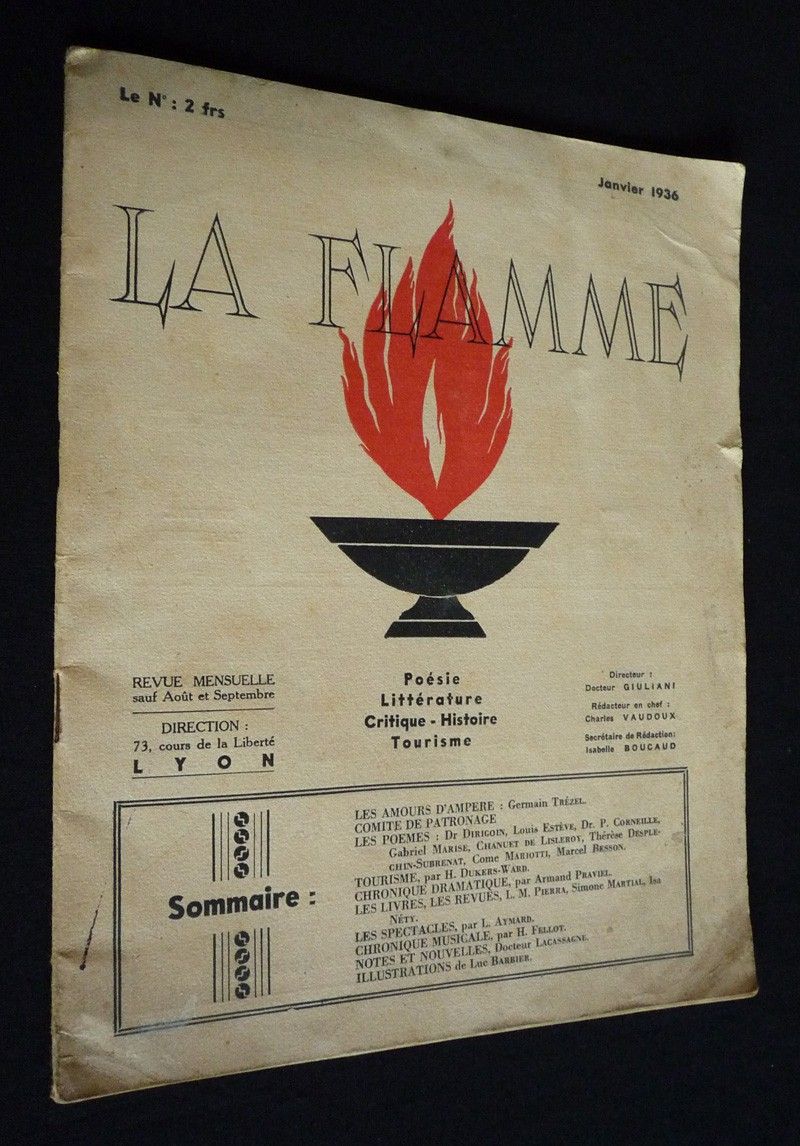 Le N° : 2 frs
Janvier 1936
LA FLAMME
REVUE MENSUELLE
sauf Août et Septembre
DIRECTION :
73, cours de la Liberté
LYON
Poésie
Littérature
Critique - Histoire
Tourisme
Directeur :
Docteur GIULIANI
Rédacteur en chef :
Charles VAUDOUX
Secrétaire de Rédaction:
Isabelle BOUCAUD
Sommaire :
LES AMOURS D'AMPERE : Germain TRÉZEL.
COMITE DE PATRONAGE
LES POEMES : Dr DIRIGOIN, Louis ESTÈVE, Dr. P. CORNEILLE,
Gabriel MARISE, CHANUET DE LISLEROY, Thérèse DESPLE-
CHIN-SUBRENAT, Come MARIOTTI, Marcel BESSON.
TOURISME, par H. DUKERS-WARD.
CHRONIQUE DRAMATIQUE, par Armand PRAVIEL.
LES LIVRES, LES REVUES, L. M. PIERRA, Simone MARTIAL, Isa
NÉTY.
LES SPECTACLES, par L. AYMARD.
CHRONIQUE MUSICALE, par H. FELLOT.
NOTES ET NOUVELLES, Docteur LACASSAGNE.
ILLUSTRATIONS de Luc BARBIER.